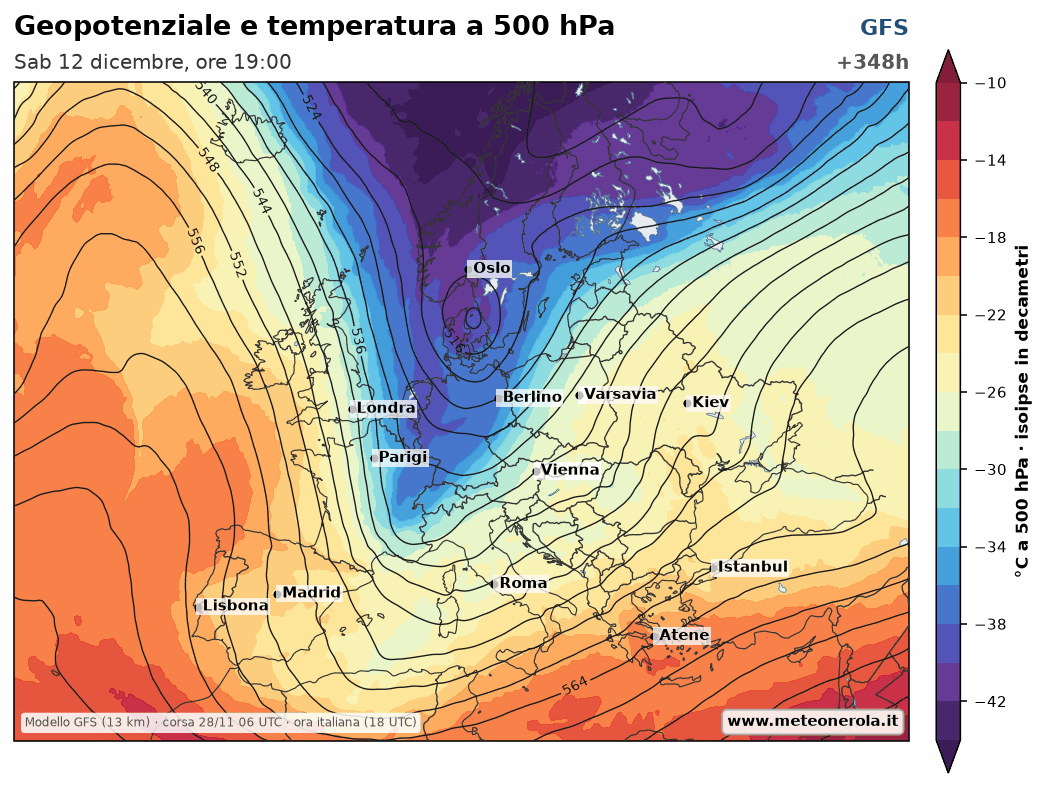 Geopotenziale e temperatura a 500 hPa
GFS
Sab 12 dicembre, ore 19:00
+348h
540
524
548
544
556
552
536
516
564
Oslo
Londra
Berlino
Varsavia
Kiev
Parigi
Vienna
Roma
Istanbul
Madrid
Lisbona
Atene
Modello GFS (13 km) · corsa 28/11 06 UTC · ora italiana (18 UTC)
www.meteonerola.it
−10
−14
−18
−22
−26
−30
−34
−38
−42
°C a 500 hPa · isoipse in decametri